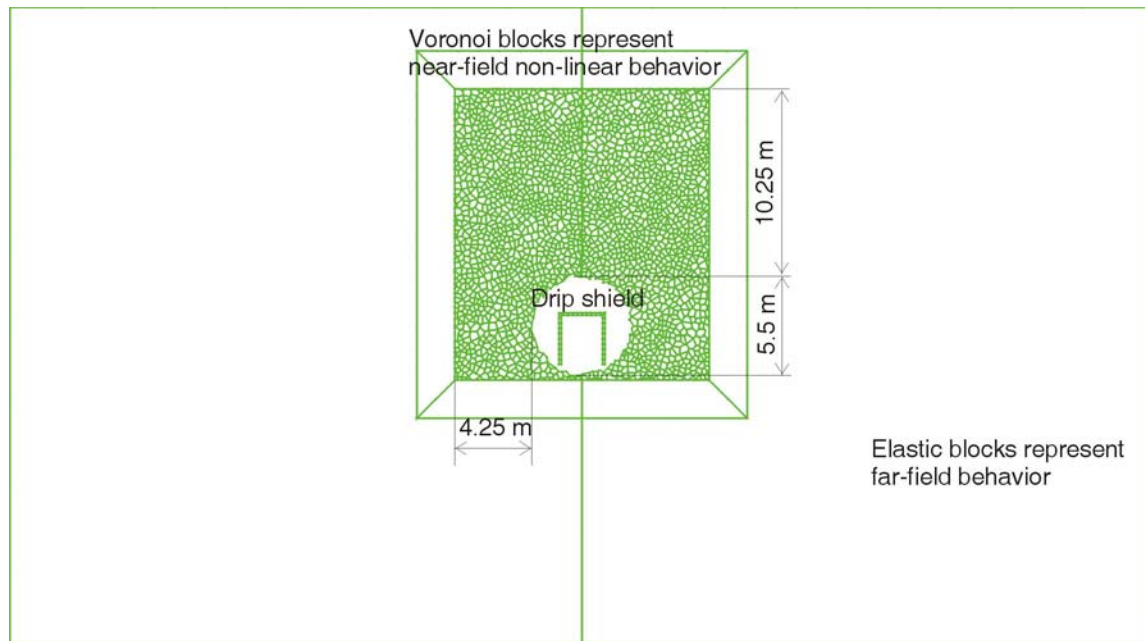 Voronoi blocks represent
near-field non-linear behavior
10.25 m
Drip shield
5.5 m
4.25 m
Elastic blocks represent
far-field behavior